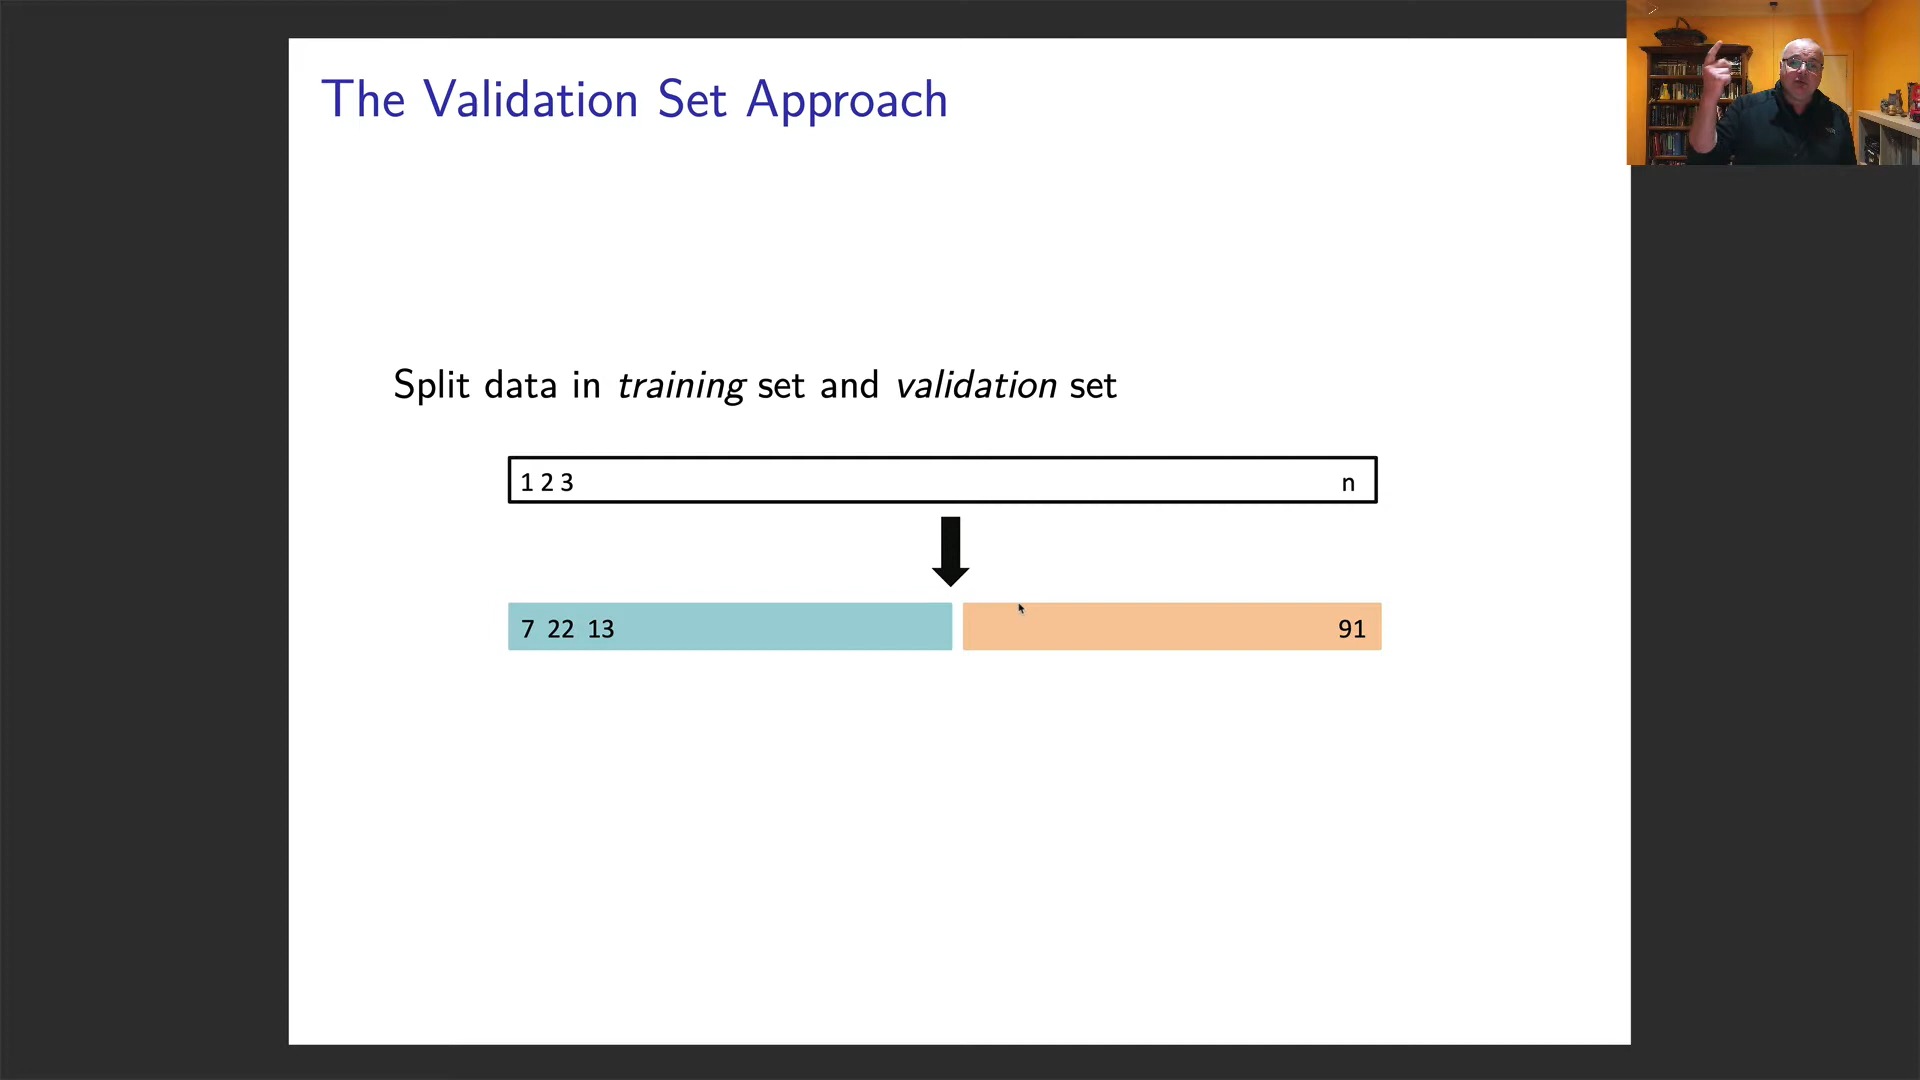 The Validation Set Approach
Split data in training set and validation set
1 2 3 n
7 22 13 91